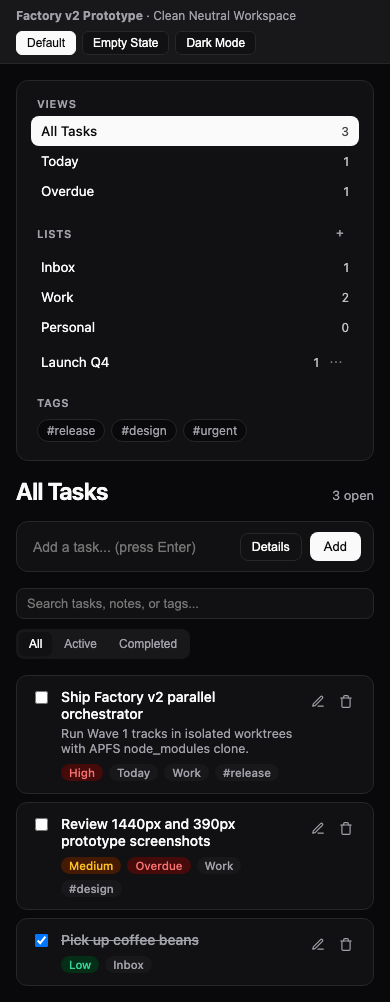 Factory v2 Prototype · Clean Neutral Workspace
Default Empty State Dark Mode
VIEWS
All Tasks 3
Today 1
Overdue 1
LISTS +
Inbox 1
Work 2
Personal 0
Launch Q4 1 ···
TAGS
#release #design #urgent
All Tasks 3 open
Add a task... (press Enter) Details Add
Search tasks, notes, or tags...
All Active Completed
Ship Factory v2 parallel
orchestrator
Run Wave 1 tracks in isolated worktrees
with APFS node_modules clone.
High Today Work #release
Review 1440px and 390px
prototype screenshots
Medium Overdue Work
#design
Pick up coffee beans
Low Inbox